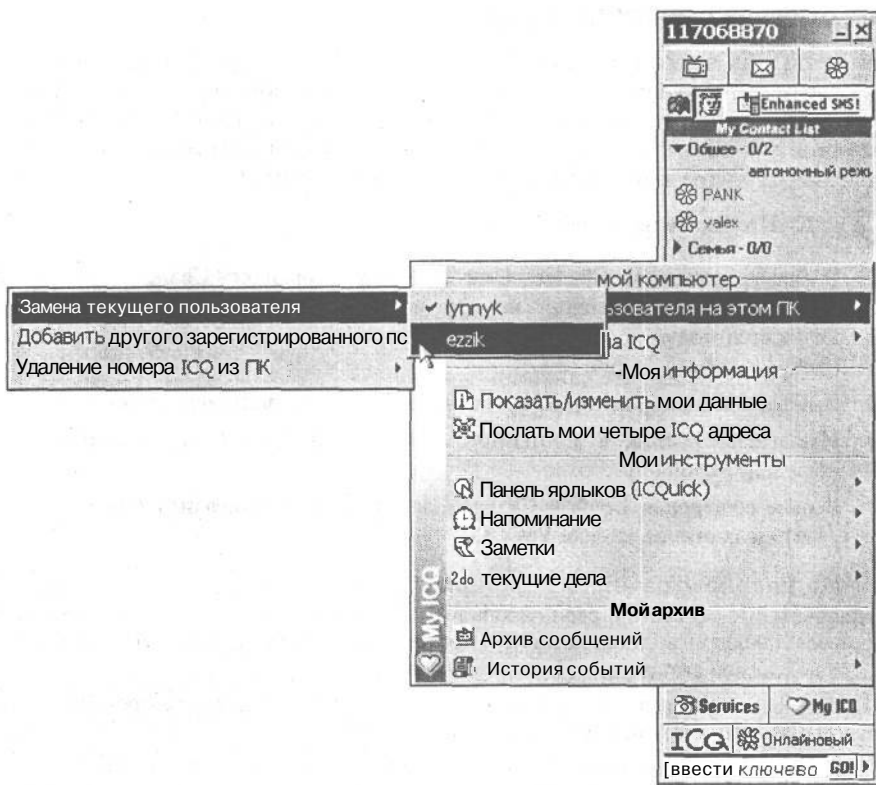 117068870
Enhanced SMS!
My Contact List
Общее - 0/2
автономный режи
PANK
yalex
Семья - 0/0
мой компьютер
Замена текущего пользователя
lynnyk
ьзователя на этом ПК
Добавить другого зарегистрированного пс
ezzik
а ICQ
Удаление номера ICQ из ПК
-Моя информация
Показать/изменить мои данные
Послать мои четыре ICQ адреса
Мои инструменты
Панель ярлыков (ICQuick)
Напоминание
Заметки
2do текущие дела
Мой архив
Архив сообщений
История событий
My ICQ
Services
My ICQ
ICQ
Онлайновый
[ввести ключево GO!